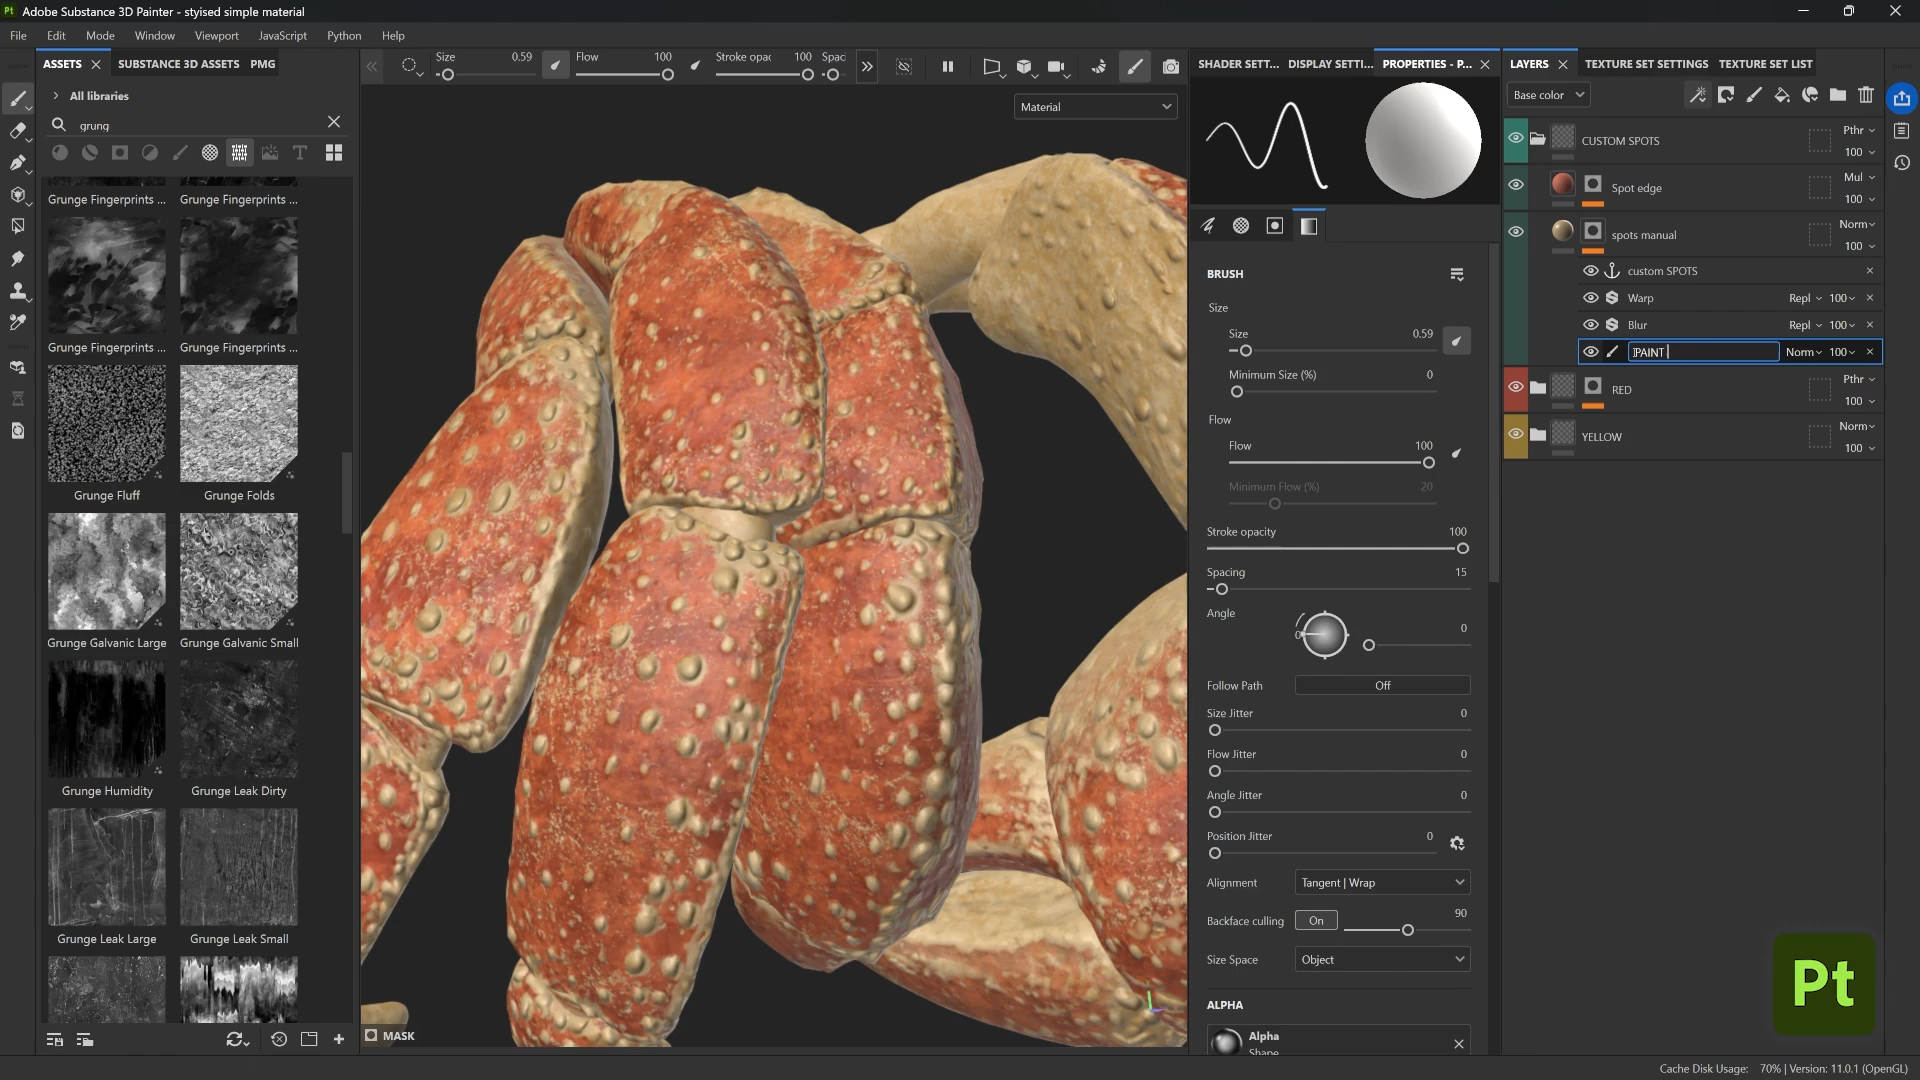 Pt Adobe Substance 3D Painter - styised simple material
File Edit Mode Window Viewport JavaScript Python Help
ASSETS SUBSTANCE 3D ASSETS PMG
Size 0.59 Flow 100 Stroke opac 100 Spac
SHADER SETT... DISPLAY SETTI... PROPERTIES - P...
LAYERS TEXTURE SET SETTINGS TEXTURE SET LIST
All libraries
grung
Material
Base color
Grunge Fingerprints ... Grunge Fingerprints ...
Grunge Fingerprints ... Grunge Fingerprints ...
Grunge Fluff Grunge Folds
Grunge Galvanic Large Grunge Galvanic Small
Grunge Humidity Grunge Leak Dirty
Grunge Leak Large Grunge Leak Small
MASK
BRUSH
Size
Size 0.59
Minimum Size (%) 0
Flow
Flow 100
Minimum Flow (%) 20
Stroke opacity 100
Spacing 15
Angle
0 0
Follow Path Off
Size Jitter 0
Flow Jitter 0
Angle Jitter 0
Position Jitter 0
Alignment Tangent | Wrap
Backface culling On 90
Size Space Object
ALPHA
Alpha
Shape
CUSTOM SPOTS Pthr
100
Spot edge Mul
100
spots manual Norm
100
custom SPOTS
Warp Repl 100
Blur Repl 100
PAINT Norm 100
RED Pthr
100
YELLOW Norm
100
Pt
Cache Disk Usage: 70% | Version: 11.0.1 (OpenGL)